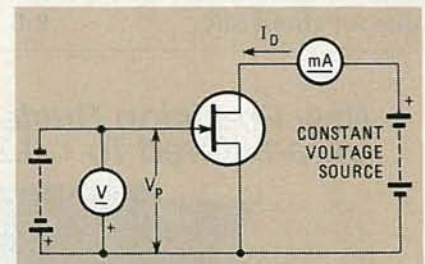 I_D
mA
+
CONSTANT
VOLTAGE
SOURCE
V
V_P
+
+